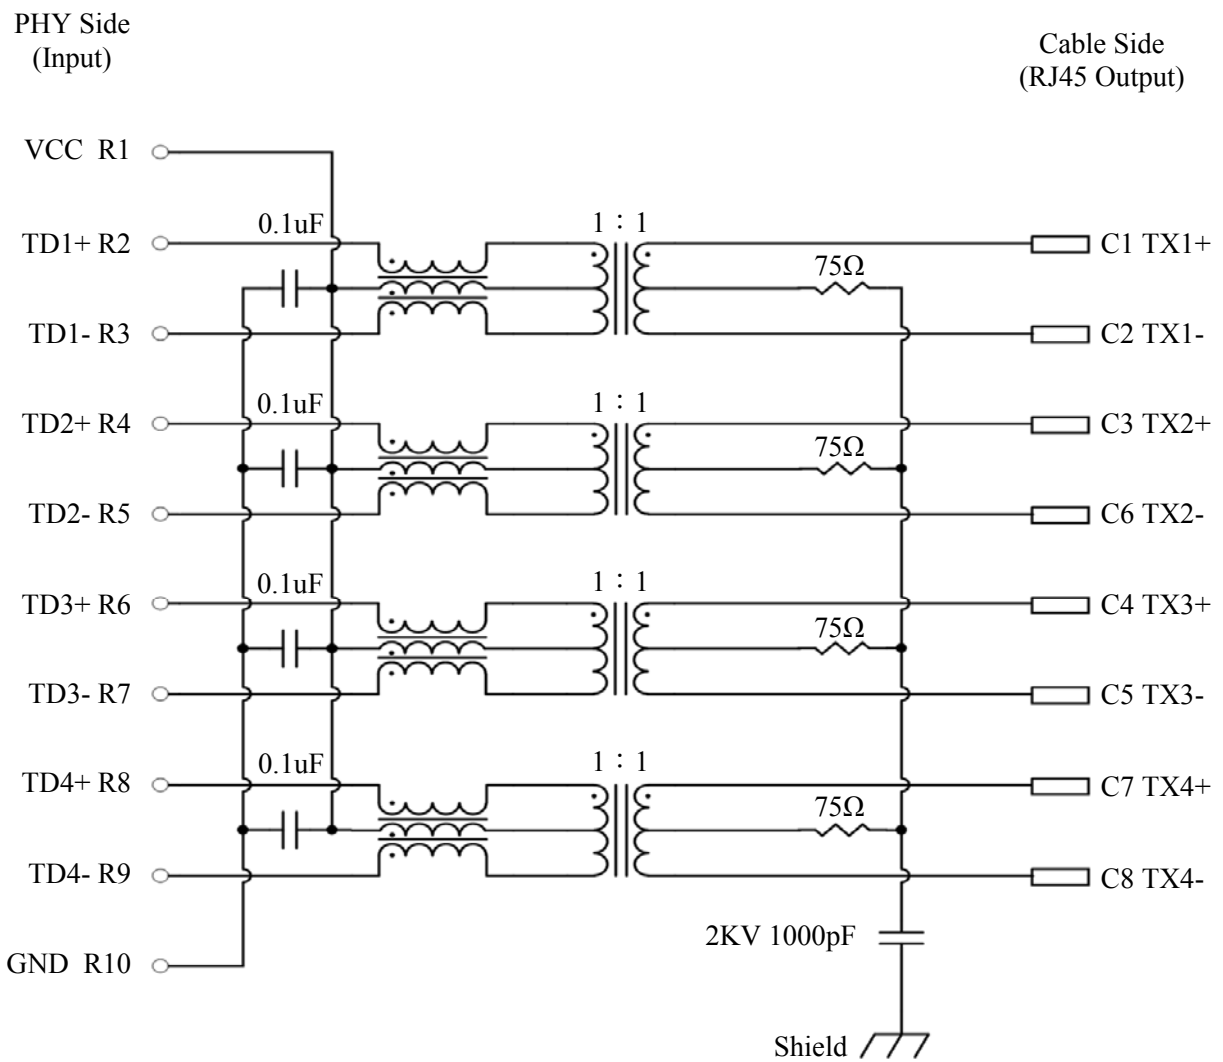 PHY Side
(Input)
Cable Side
(RJ45 Output)
VCC R1
0.1uF
1 : 1
TD1+ R2
C1 TX1+
75Ω
TD1- R3
C2 TX1-
0.1uF
1 : 1
TD2+ R4
C3 TX2+
75Ω
TD2- R5
C6 TX2-
0.1uF
1 : 1
TD3+ R6
C4 TX3+
75Ω
TD3- R7
C5 TX3-
0.1uF
1 : 1
TD4+ R8
C7 TX4+
75Ω
TD4- R9
C8 TX4-
2KV 1000pF
GND R10
Shield